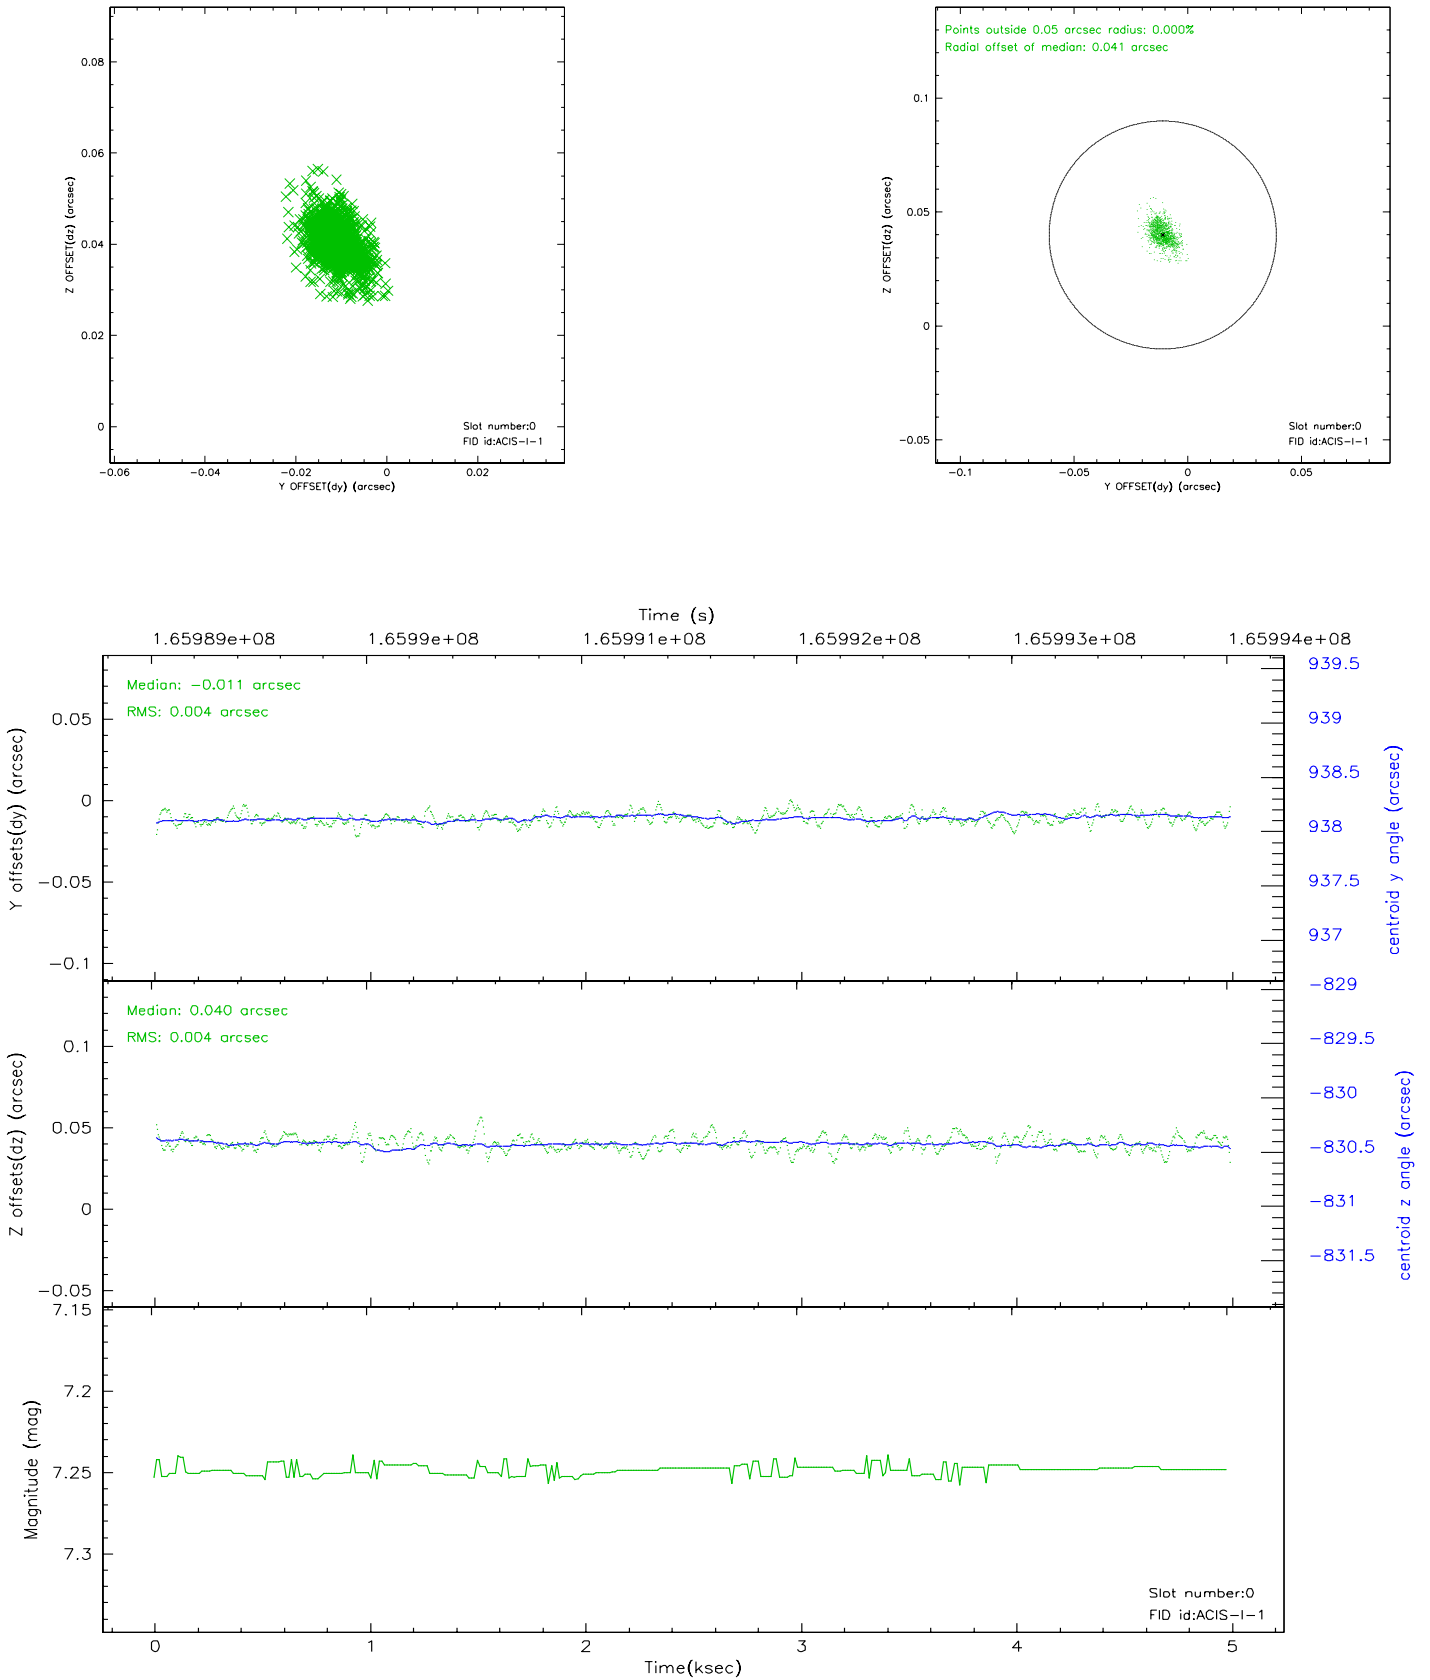 0.08
0.06
0.04
0.02
0
Z OFFSET(dz) (arcsec)
Slot number:0
FID id:ACIS-I-1
-0.06
-0.04
-0.02
0
0.02
Y OFFSET(dy) (arcsec)
Points outside 0.05 arcsec radius: 0.000%
Radial offset of median: 0.041 arcsec
0.1
0.05
0
-0.05
Z OFFSET(dz) (arcsec)
Slot number:0
FID id:ACIS-I-1
-0.1
-0.05
0
0.05
Y OFFSET(dy) (arcsec)
Time (s)
1.65989e+08
1.6599e+08
1.65991e+08
1.65992e+08
1.65993e+08
1.65994e+08
Median: -0.011 arcsec
RMS: 0.004 arcsec
0.05
0
-0.05
-0.1
Y offsets(dy) (arcsec)
939.5
939
938.5
938
937.5
937
centroid y angle (arcsec)
Median: 0.040 arcsec
RMS: 0.004 arcsec
0.1
0.05
0
-0.05
Z offsets(dz) (arcsec)
-829
-829.5
-830
-830.5
-831
-831.5
centroid z angle (arcsec)
7.15
7.2
7.25
7.3
Magnitude (mag)
Slot number:0
FID id:ACIS-I-1
0
1
2
3
4
5
Time(ksec)